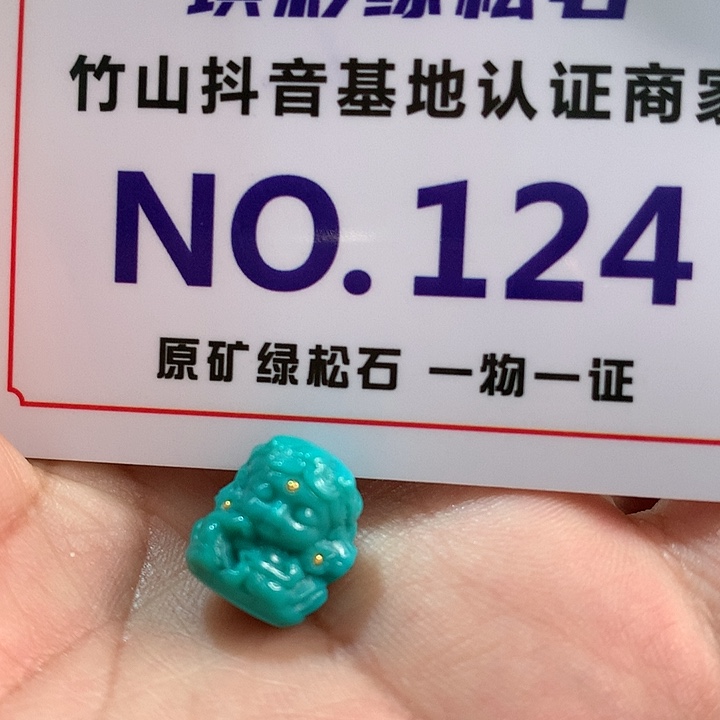 竹山抖音基地认证商家
NO.124
原矿绿松石 一物一证